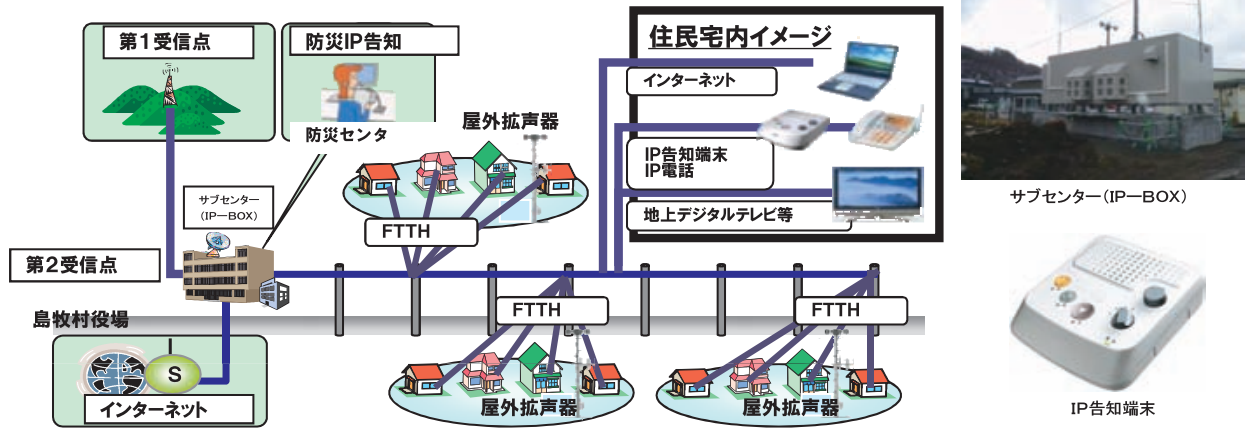 第1受信点
防災IP告知
防災センタ
屋外拡声器
住民宅内イメージ
インターネット
IP告知端末
IP電話
地上デジタルテレビ等
サブセンター(IP－BOX)
サブセンター
(IP－BOX)
FTTH
第2受信点
FTTH
FTTH
島牧村役場
S
インターネット
屋外拡声器
屋外拡声器
IP告知端末